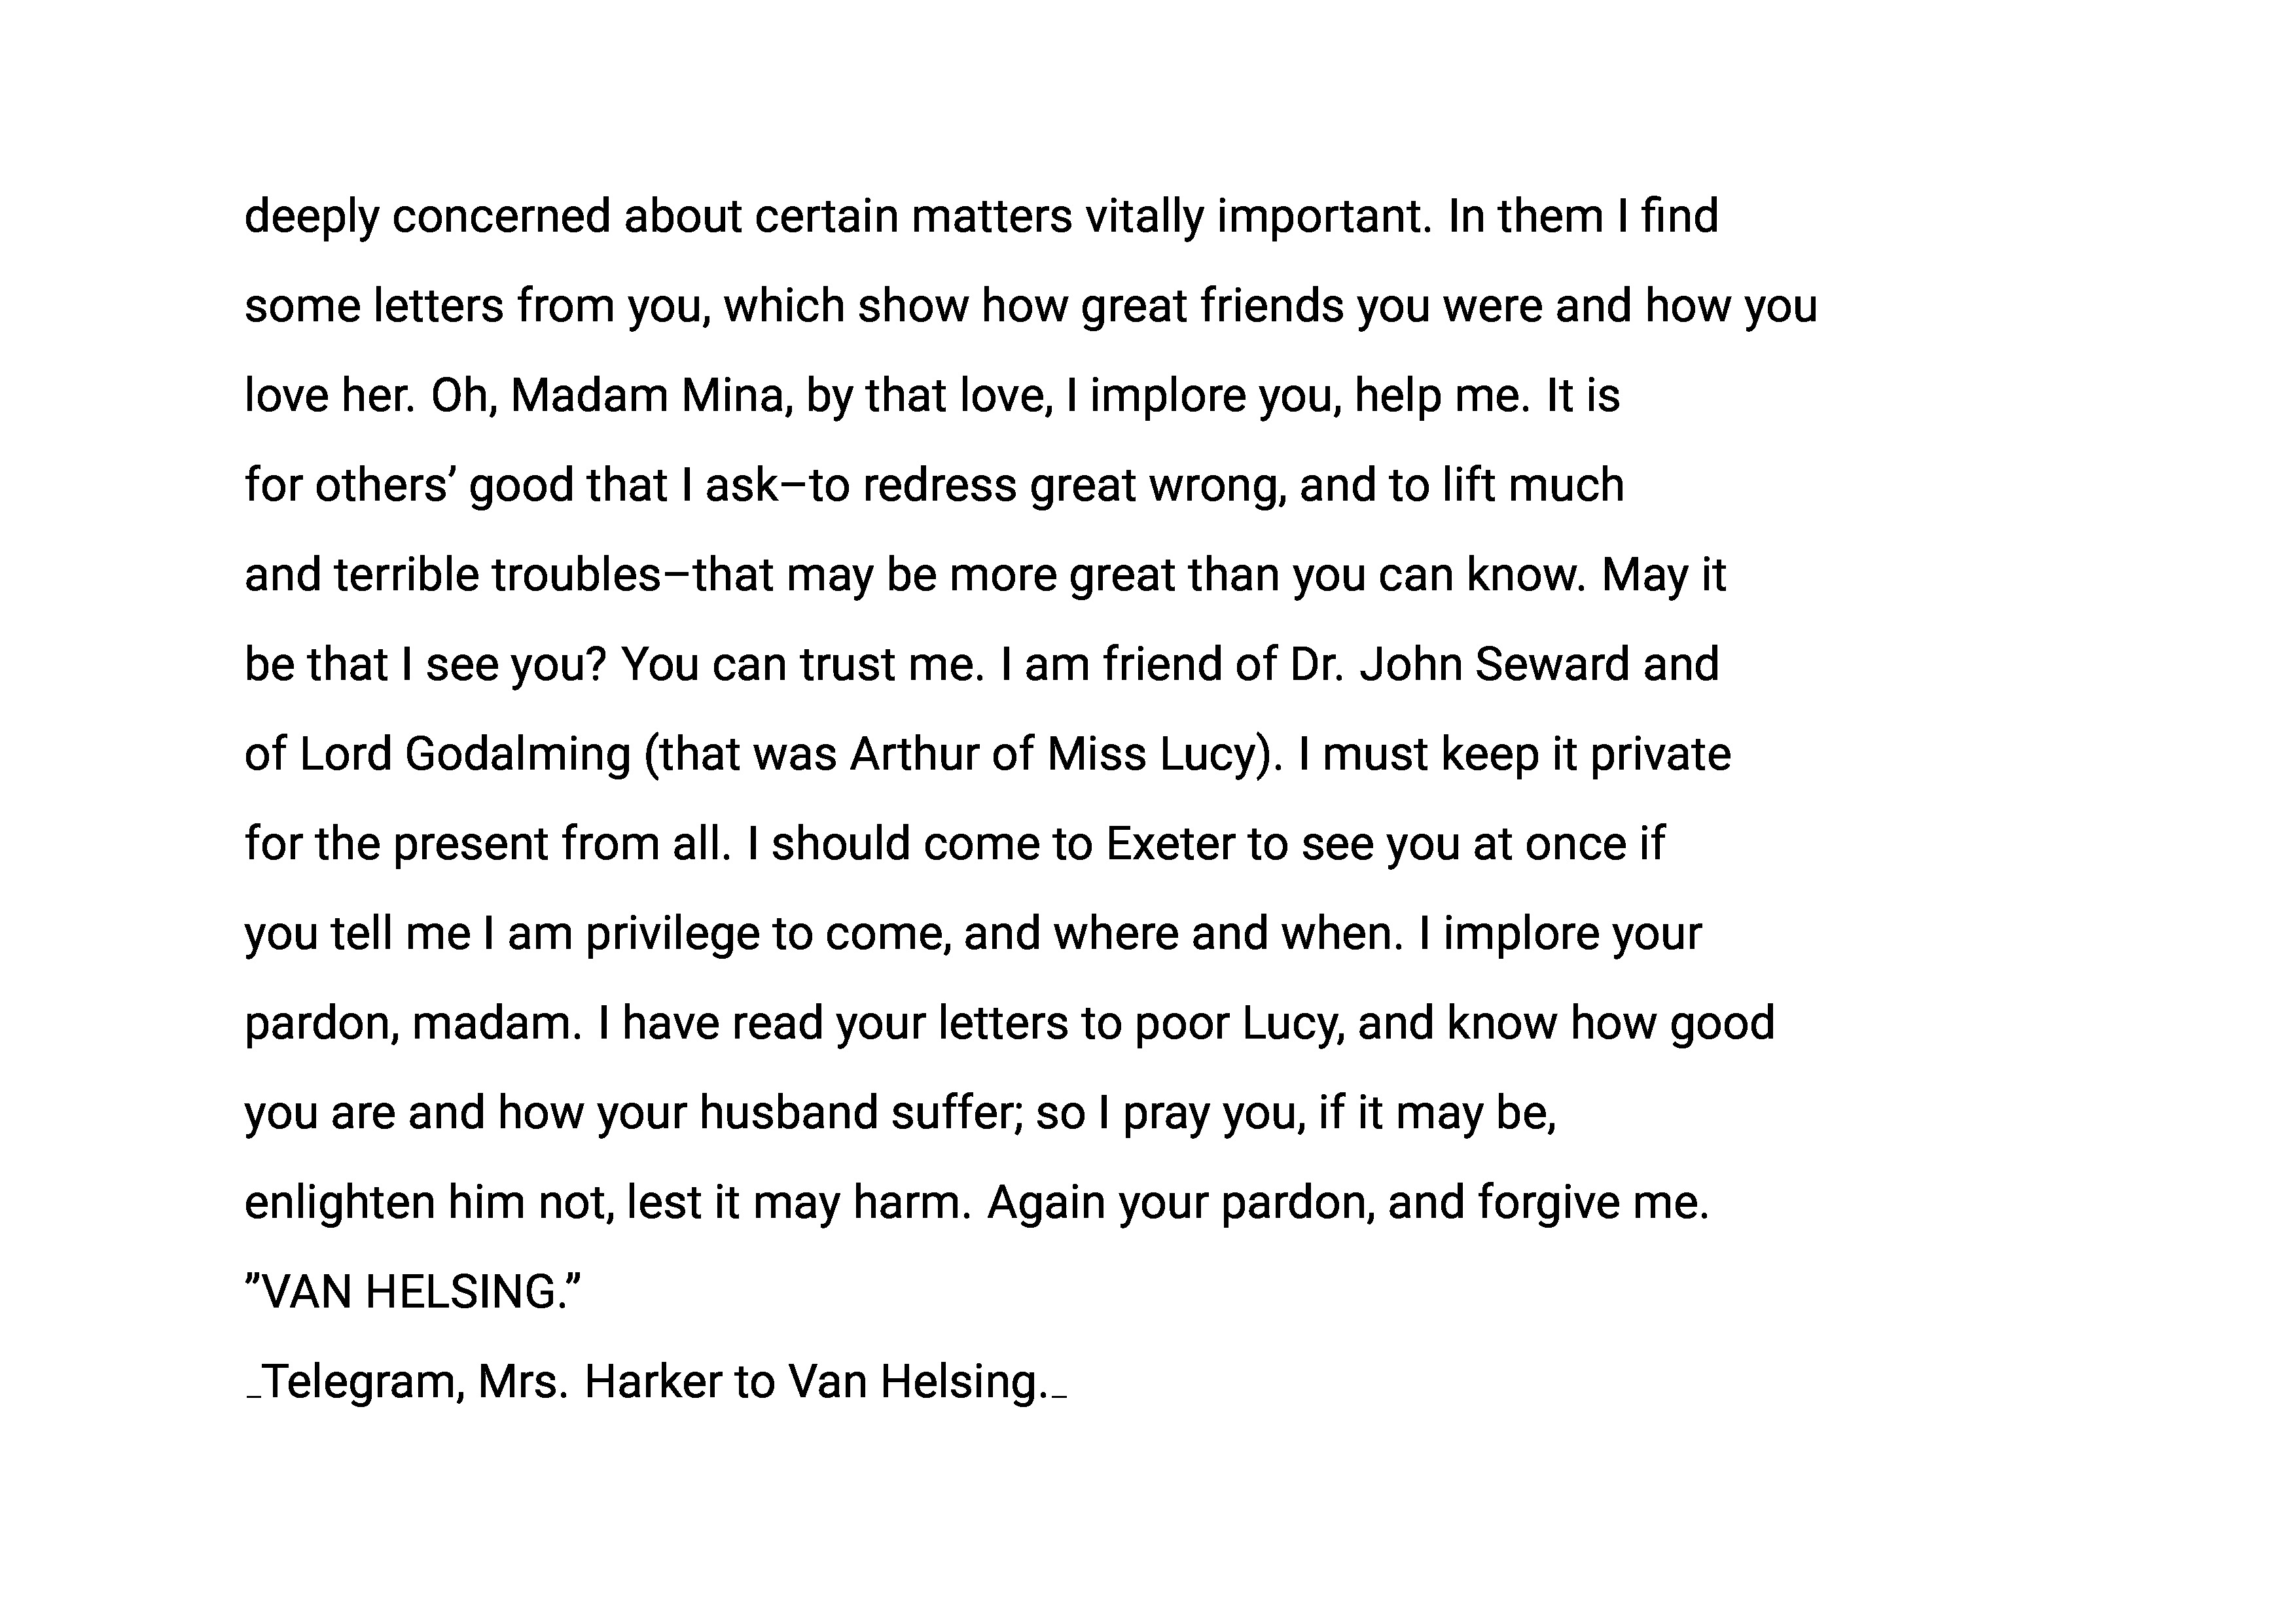 deeply concerned about certain matters vitally important. In them I find
some letters from you, which show how great friends you were and how you
love her. Oh, Madam Mina, by that love, I implore you, help me. It is
for others’ good that I ask–to redress great wrong, and to lift much
and terrible troubles–that may be more great than you can know. May it
be that I see you? You can trust me. I am friend of Dr. John Seward and
of Lord Godalming (that was Arthur of Miss Lucy). I must keep it private
for the present from all. I should come to Exeter to see you at once if
you tell me I am privilege to come, and where and when. I implore your
pardon, madam. I have read your letters to poor Lucy, and know how good
you are and how your husband suffer; so I pray you, if it may be,
enlighten him not, lest it may harm. Again your pardon, and forgive me.
”VAN HELSING.”
_Telegram, Mrs. Harker to Van Helsing._